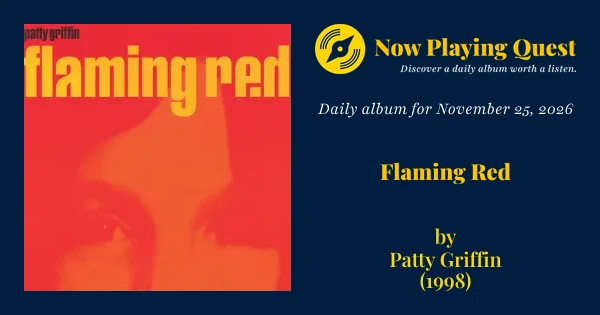 patty griffin
flaming red
Now Playing Quest
Discover a daily album worth a listen.
Daily album for November 25, 2026
Flaming Red
by
Patty Griffin
(1998)